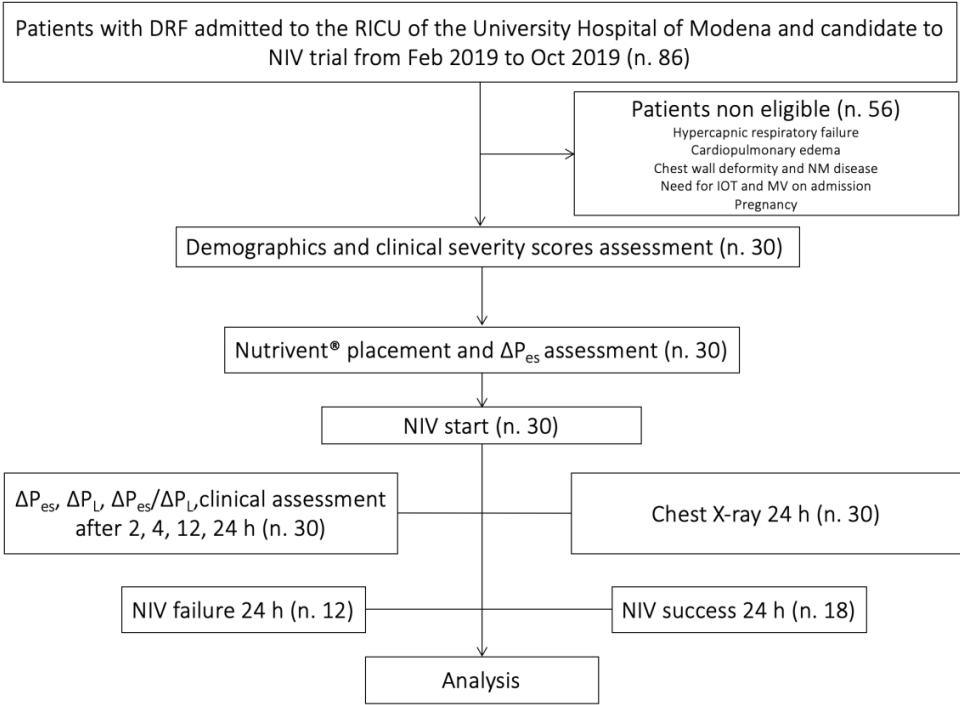 Patients with DRF admitted to the RICU of the University Hospital of Modena and candidate to
NIV trial from Feb 2019 to Oct 2019 (n. 86)
Patients non eligible (n. 56)
Hypercapnic respiratory failure
Cardiopulmonary edema
Chest wall deformity and NM disease
Need for IOT and MV on admission
Pregnancy
Demographics and clinical severity scores assessment (n. 30)
Nutrivent® placement and ΔPes assessment (n. 30)
NIV start (n. 30)
ΔPes, ΔPL, ΔPes/ΔPL,clinical assessment
after 2, 4, 12, 24 h (n. 30)
Chest X-ray 24 h (n. 30)
NIV failure 24 h (n. 12)
NIV success 24 h (n. 18)
Analysis